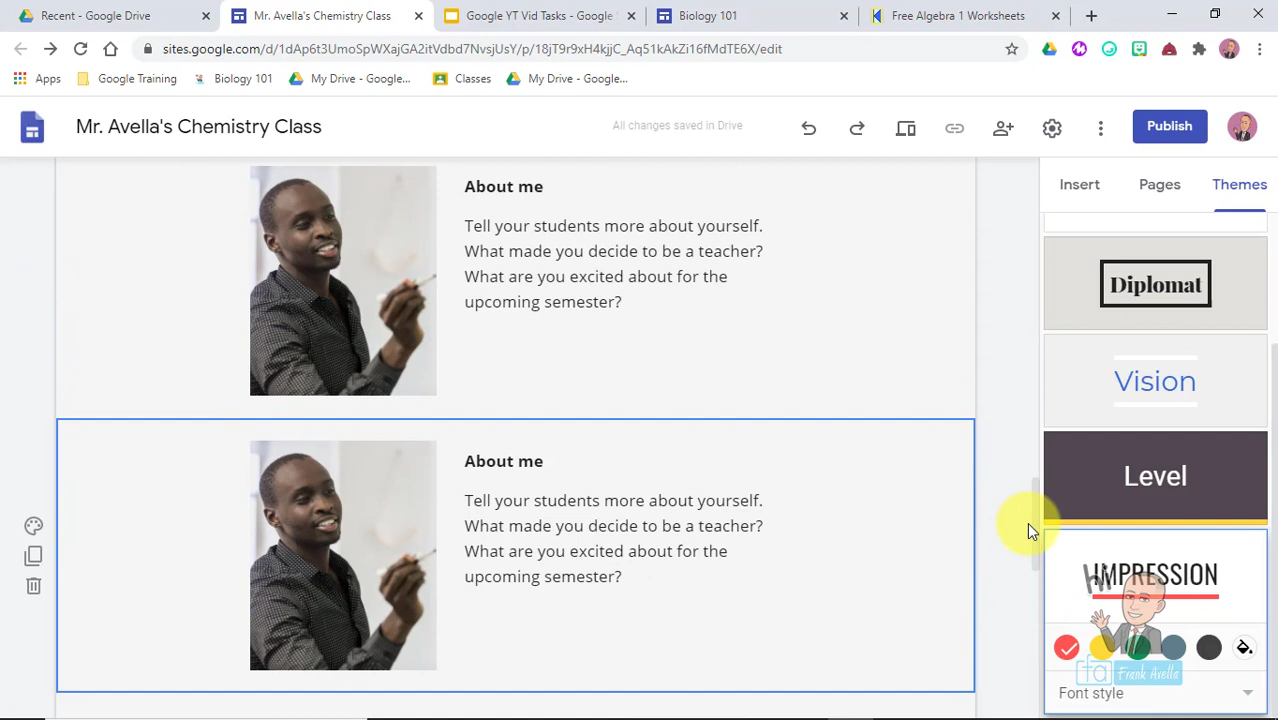 Recent - Google Drive
Mr. Avella's Chemistry Class
Google YT Vid Tasks - Google
Biology 101
Free Algebra 1 Worksheets
sites.google.com/d/1dAp6t3UmoSpWXajGA2itVdbd7NvsjUsY/p/18jT9r9xH4kjjC_Aq51kAkZi16fMdTE6X/edit
Apps
Google Training
Biology 101
My Drive - Google...
Classes
My Drive - Google...
Mr. Avella's Chemistry Class
All changes saved in Drive
Publish
Insert
Pages
Themes
About me
Tell your students more about yourself.
What made you decide to be a teacher?
What are you excited about for the
upcoming semester?
About me
Tell your students more about yourself.
What made you decide to be a teacher?
What are you excited about for the
upcoming semester?
Diplomat
Vision
Level
IMPRESSION
hi
fa Frank Avella
Font style